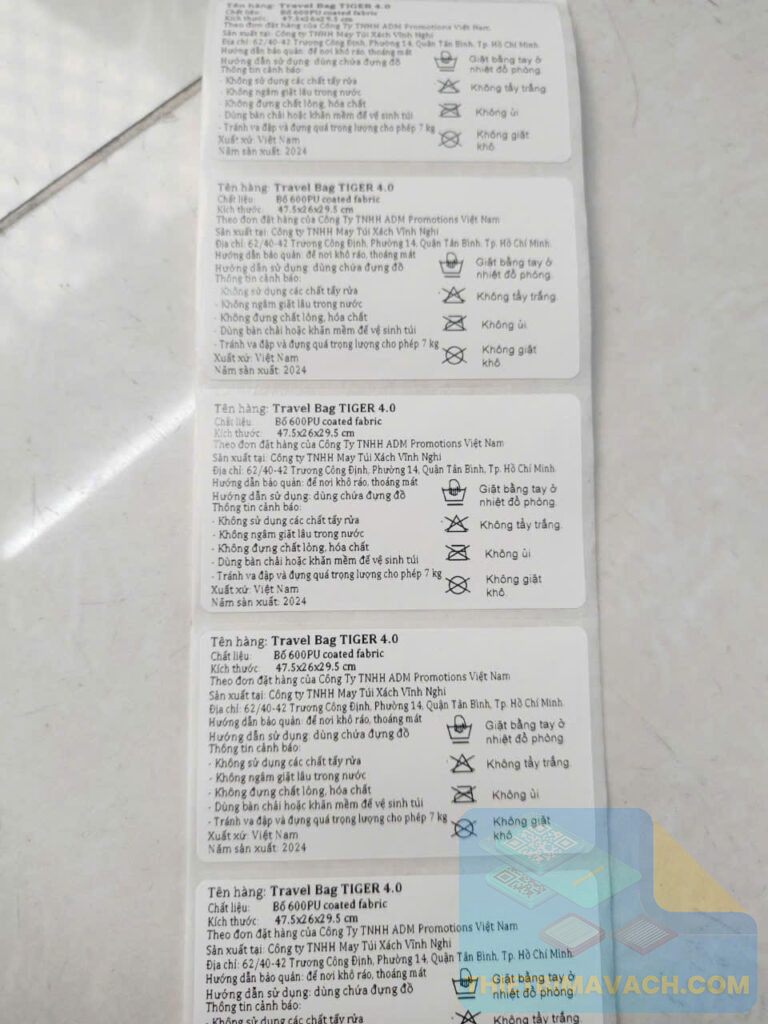 Tên hàng: Travel Bag TIGER 4.0
Chất liệu: Bố 600PU coated fabric
Kích thước: 47.5x26x29.5 cm
Theo đơn đặt hàng của Công Ty TNHH ADM Promotions Việt Nam
Sản xuất tại: Công ty TNHH May Túi Xách Vĩnh Nghi
Địa chỉ: 62/40-42 Trương Công Định, Phường 14, Quận Tân Bình, Tp. Hồ Chí Minh
Hướng dẫn bảo quản: để nơi khô ráo, thoáng mát
Hướng dẫn sử dụng: dùng chứa đựng đồ
Thông tin cảnh báo:
- Không sử dụng các chất tẩy rửa
- Không ngâm giặt lâu trong nước
- Không đựng chất lỏng, hóa chất
- Dùng bàn chải hoặc khăn mềm để vệ sinh túi
- Tránh va đập và đựng quá trọng lượng cho phép 7 kg
Xuất xứ: Việt Nam
Năm sản xuất: 2024
Giặt bằng tay ở
nhiệt độ phòng.
Không tẩy trắng.
Không ủi
Không giặt
khô.
Tên hàng: Travel Bag TIGER 4.0
Chất liệu: Bố 600PU coated fabric
Kích thước: 47.5x26x29.5 cm
Theo đơn đặt hàng của Công Ty TNHH ADM Promotions Việt Nam
Sản xuất tại: Công ty TNHH May Túi Xách Vĩnh Nghi
Địa chỉ: 62/40-42 Trương Công Định, Phường 14, Quận Tân Bình, Tp. Hồ Chí Minh
Hướng dẫn bảo quản: để nơi khô ráo, thoáng mát
Hướng dẫn sử dụng: dùng chứa đựng đồ
Thông tin cảnh báo:
- Không sử dụng các chất tẩy rửa
- Không ngâm giặt lâu trong nước
- Không đựng chất lỏng, hóa chất
- Dùng bàn chải hoặc khăn mềm để vệ sinh túi
- Tránh va đập và đựng quá trọng lượng cho phép 7 kg
Xuất xứ: Việt Nam
Năm sản xuất: 2024
Giặt bằng tay ở
nhiệt độ phòng.
Không tẩy trắng.
Không ủi
Không giặt
khô.
Tên hàng: Travel Bag TIGER 4.0
Chất liệu: Bố 600PU coated fabric
Kích thước: 47.5x26x29.5 cm
Theo đơn đặt hàng của Công Ty TNHH ADM Promotions Việt Nam
Sản xuất tại: Công ty TNHH May Túi Xách Vĩnh Nghi
Địa chỉ: 62/40-42 Trương Công Định, Phường 14, Quận Tân Bình, Tp. Hồ Chí Minh
Hướng dẫn bảo quản: để nơi khô ráo, thoáng mát
Hướng dẫn sử dụng: dùng chứa đựng đồ
Thông tin cảnh báo:
- Không sử dụng các chất tẩy rửa
- Không ngâm giặt lâu trong nước
- Không đựng chất lỏng, hóa chất
- Dùng bàn chải hoặc khăn mềm để vệ sinh túi
- Tránh va đập và đựng quá trọng lượng cho phép 7 kg
Xuất xứ: Việt Nam
Năm sản xuất: 2024
Giặt bằng tay ở
nhiệt độ phòng.
Không tẩy trắng.
Không ủi
Không giặt
khô.
Tên hàng: Travel Bag TIGER 4.0
Chất liệu: Bố 600PU coated fabric
Kích thước: 47.5x26x29.5 cm
Theo đơn đặt hàng của Công Ty TNHH ADM Promotions Việt Nam
Sản xuất tại: Công ty TNHH May Túi Xách Vĩnh Nghi
Địa chỉ: 62/40-42 Trương Công Định, Phường 14, Quận Tân Bình, Tp. Hồ Chí Minh
Hướng dẫn bảo quản: để nơi khô ráo, thoáng mát
Hướng dẫn sử dụng: dùng chứa đựng đồ
Thông tin cảnh báo:
- Không sử dụng các chất tẩy rửa
- Không ngâm giặt lâu trong nước
- Không đựng chất lỏng, hóa chất
- Dùng bàn chải hoặc khăn mềm để vệ sinh túi
- Tránh va đập và đựng quá trọng lượng cho phép 7 kg
Xuất xứ: Việt Nam
Năm sản xuất: 2024
Giặt bằng tay ở
nhiệt độ phòng.
Không tẩy trắng.
Không ủi
Không giặt
khô.
Tên hàng: Travel Bag TIGER 4.0
Chất liệu: Bố 600PU coated fabric
Kích thước: 47.5x26x29.5 cm
Theo đơn đặt hàng của Công Ty TNHH ADM Promotions Việt Nam
Sản xuất tại: Công ty TNHH May Túi Xách Vĩnh Nghi
Địa chỉ: 62/40-42 Trương Công Định, Phường 14, Quận Tân Bình, Tp. Hồ Chí Minh
Hướng dẫn bảo quản: để nơi khô ráo, thoáng mát
Hướng dẫn sử dụng: dùng chứa đựng đồ
Thông tin cảnh báo:
- Không sử dụng các chất tẩy rửa
Giặt bằng tay ở
nhiệt độ phòng.
Không tẩy trắng.
THEGIOIMAVACH.COM